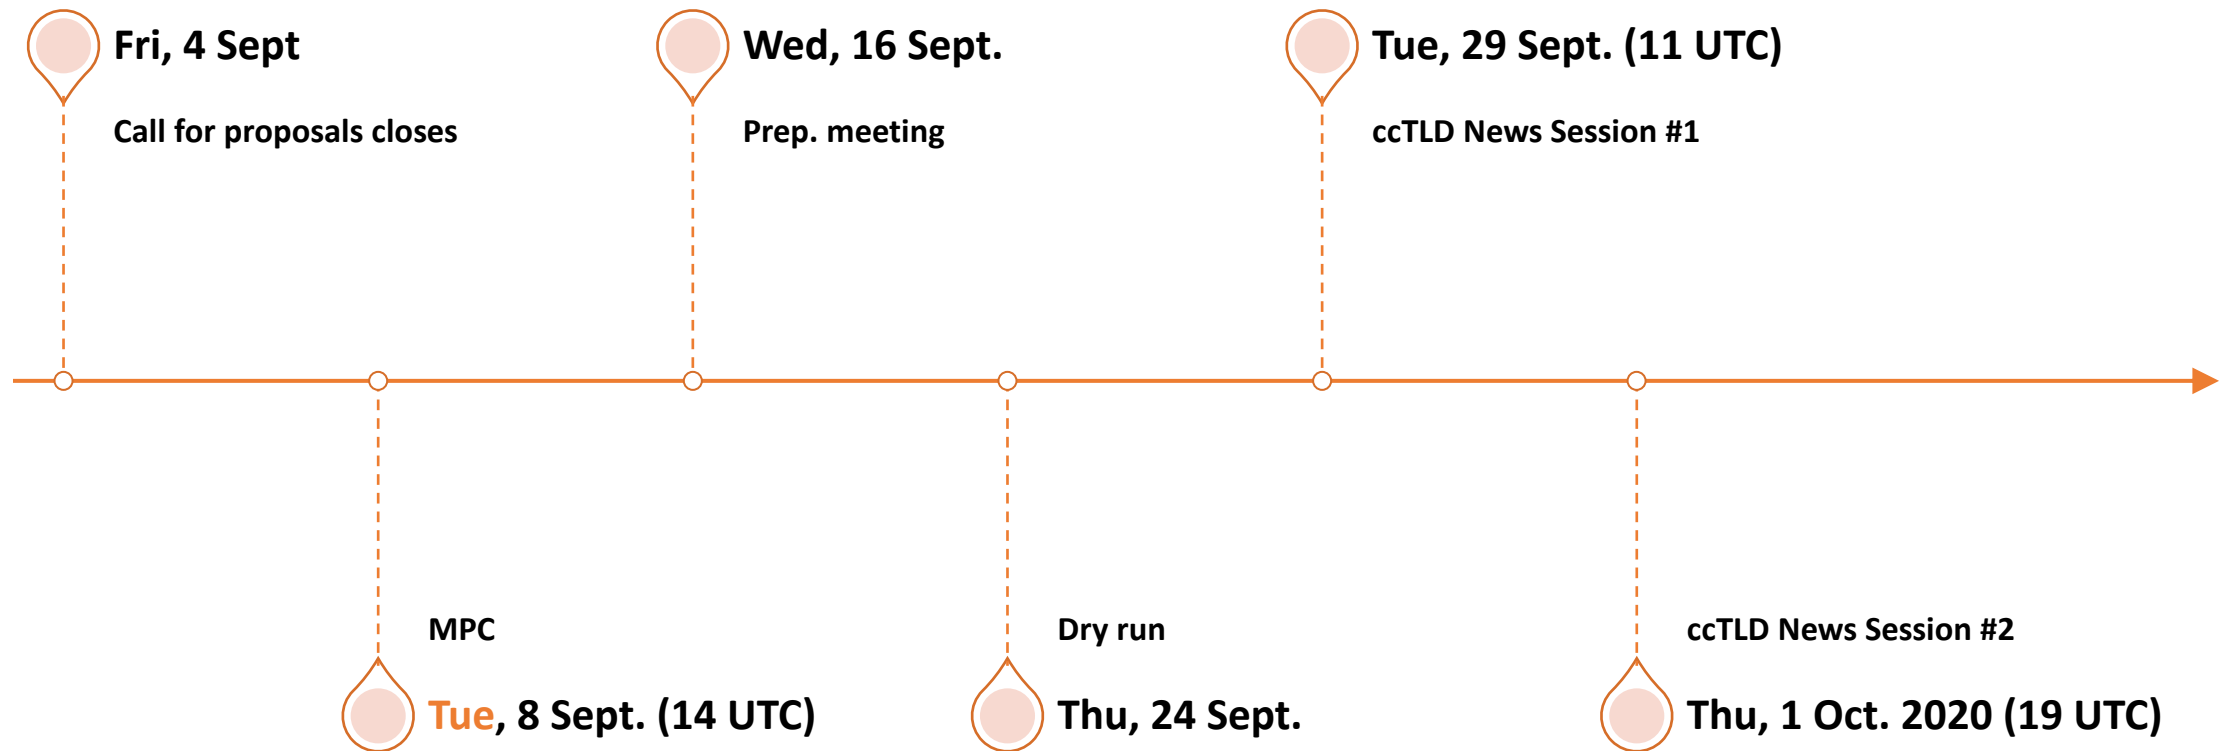 Fri, 4 Sept
Call for proposals closes
Wed, 16 Sept.
Prep. meeting
Tue, 29 Sept. (11 UTC)
ccTLD News Session #1
MPC
Tue, 8 Sept. (14 UTC)
Dry run
Thu, 24 Sept.
ccTLD News Session #2
Thu, 1 Oct. 2020 (19 UTC)